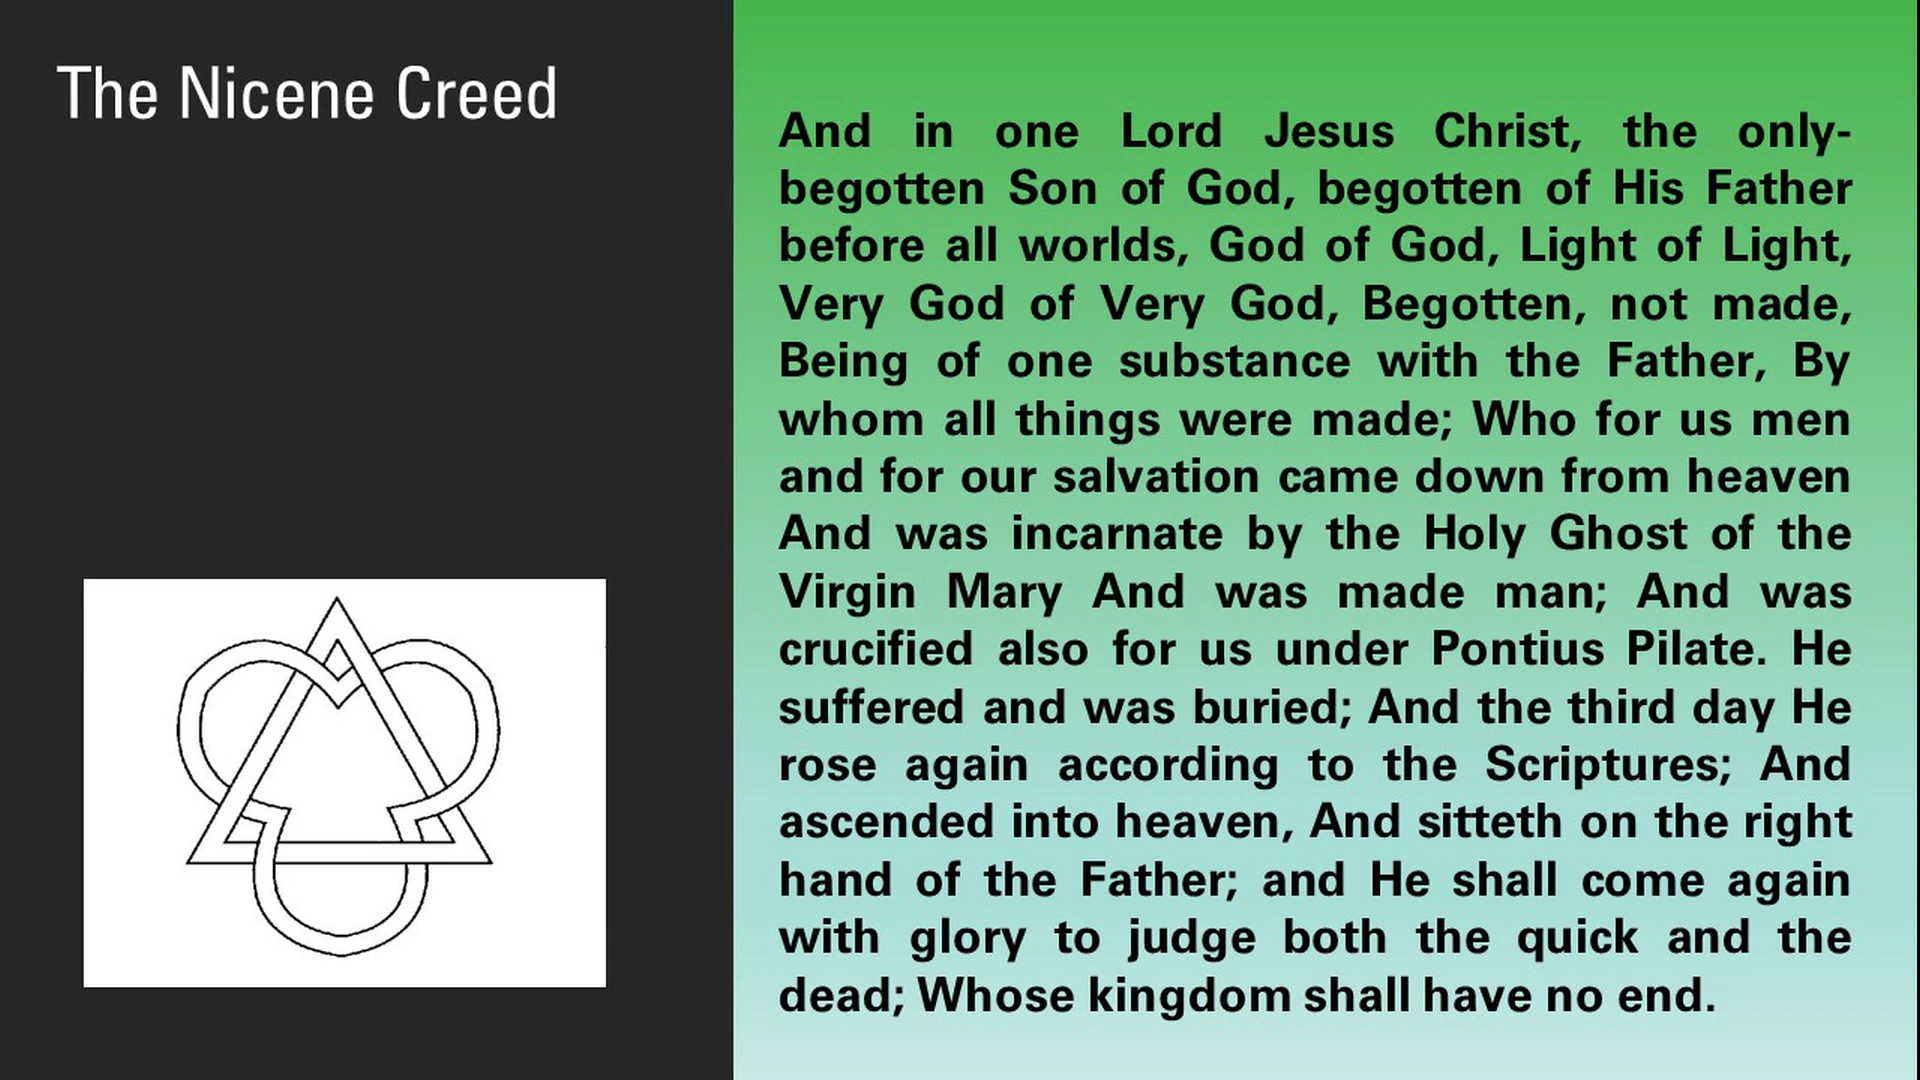 The Nicene Creed
And in one Lord Jesus Christ, the only-
begotten Son of God, begotten of His Father
before all worlds, God of God, Light of Light,
Very God of Very God, Begotten, not made,
Being of one substance with the Father, By
whom all things were made; Who for us men
and for our salvation came down from heaven
And was incarnate by the Holy Ghost of the
Virgin Mary And was made man; And was
crucified also for us under Pontius Pilate. He
suffered and was buried; And the third day He
rose again according to the Scriptures; And
ascended into heaven, And sitteth on the right
hand of the Father; and He shall come again
with glory to judge both the quick and the
dead; Whose kingdom shall have no end.